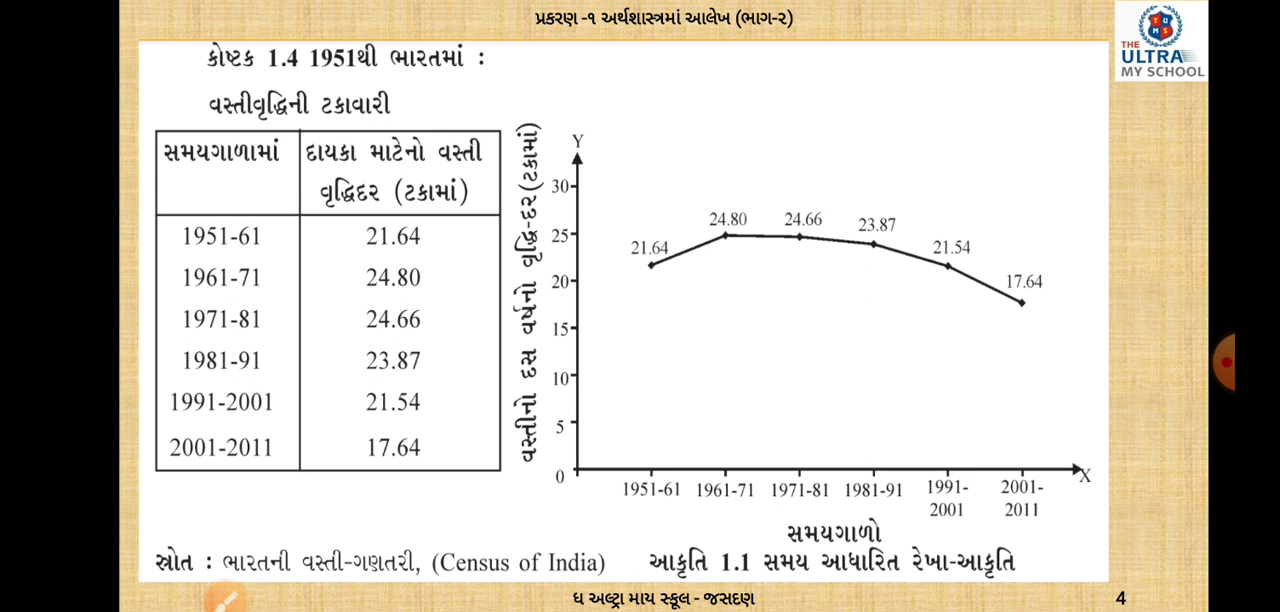 પ્રકરણ -૧ અર્થશાસ્ત્રમાં આલેખ (ભાગ-૨)
TUMS
THE
ULTRA
MY SCHOOL
કોષ્ટક 1.4 1951થી ભારતમાં :
વસ્તીવૃદ્ધિની ટકાવારી
સમયગાળામાં દાયકા માટેનો વસ્તી
વૃદ્ધિદર (ટકામાં)
1951-61 21.64
1961-71 24.80
1971-81 24.66
1981-91 23.87
1991-2001 21.54
2001-2011 17.64
વસ્તીનો દસ વર્ષનો વૃદ્ધિ-દર(ટકામાં)
Y
30
25
20
15
10
5
0
21.64 24.80 24.66 23.87 21.54 17.64
X
1951-61 1961-71 1971-81 1981-91 1991- 2001-
2001 2011
સમયગાળો
સ્રોત : ભારતની વસ્તી-ગણતરી, (Census of India)
આકૃતિ 1.1 સમય આધારિત રેખા-આકૃતિ
ધ અલ્ટ્રા માય સ્કૂલ - જસદણ
4